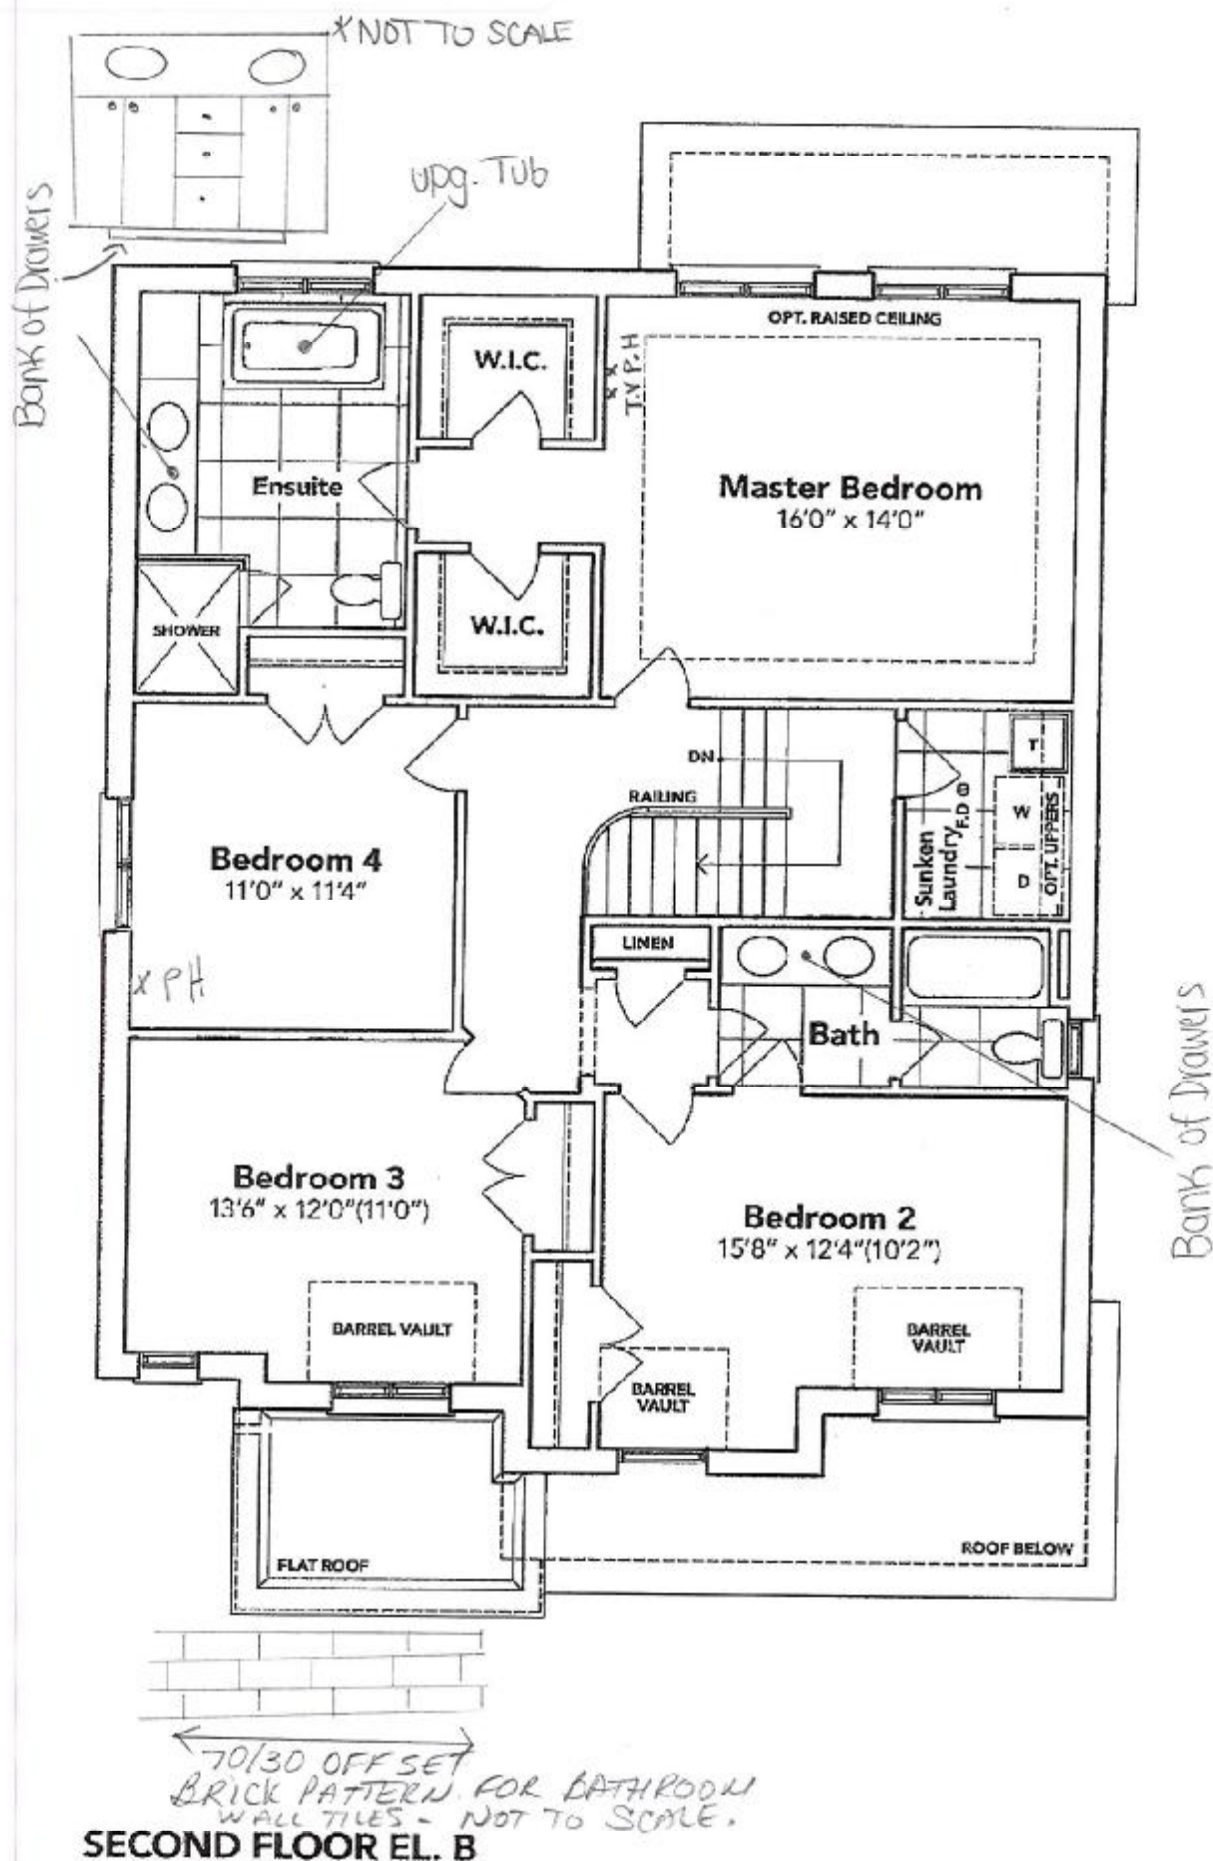 *NOT TO SCALE
upg. Tub
Bank of Drawers
OPT. RAISED CEILING
W.I.C.
x x
T.V P.H
Ensuite
Master Bedroom
16'0" x 14'0"
SHOWER
W.I.C.
DN.
RAILING
T
W
D
F.D
OPT. UPPERS
Sunken
Laundry
Bedroom 4
11'0" x 11'4"
LINEN
x PH
Bath
Bank of Drawers
Bedroom 3
13'6" x 12'0"(11'0")
Bedroom 2
15'8" x 12'4"(10'2")
BARREL VAULT
BARREL
VAULT
BARREL
VAULT
FLAT ROOF
ROOF BELOW
70/30 OFFSET
BRICK PATTERN FOR BATHROOM
WALL TILES - NOT TO SCALE.
SECOND FLOOR EL. B